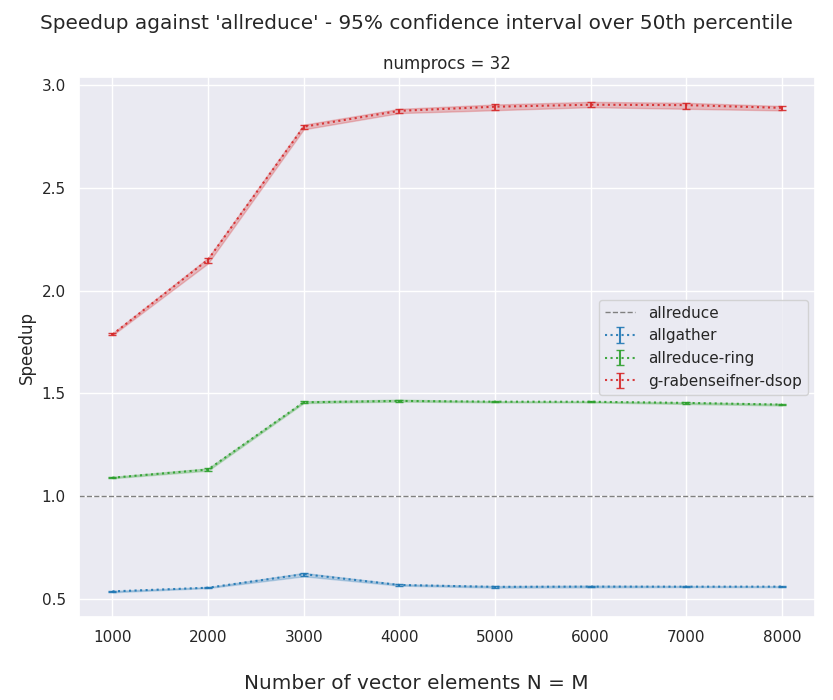 Speedup against 'allreduce' - 95% confidence interval over 50th percentile
numprocs = 32
3.0
2.5
2.0
1.5
1.0
0.5
Speedup
allreduce
allgather
allreduce-ring
g-rabenseifner-dsop
1000 2000 3000 4000 5000 6000 7000 8000
Number of vector elements N = M